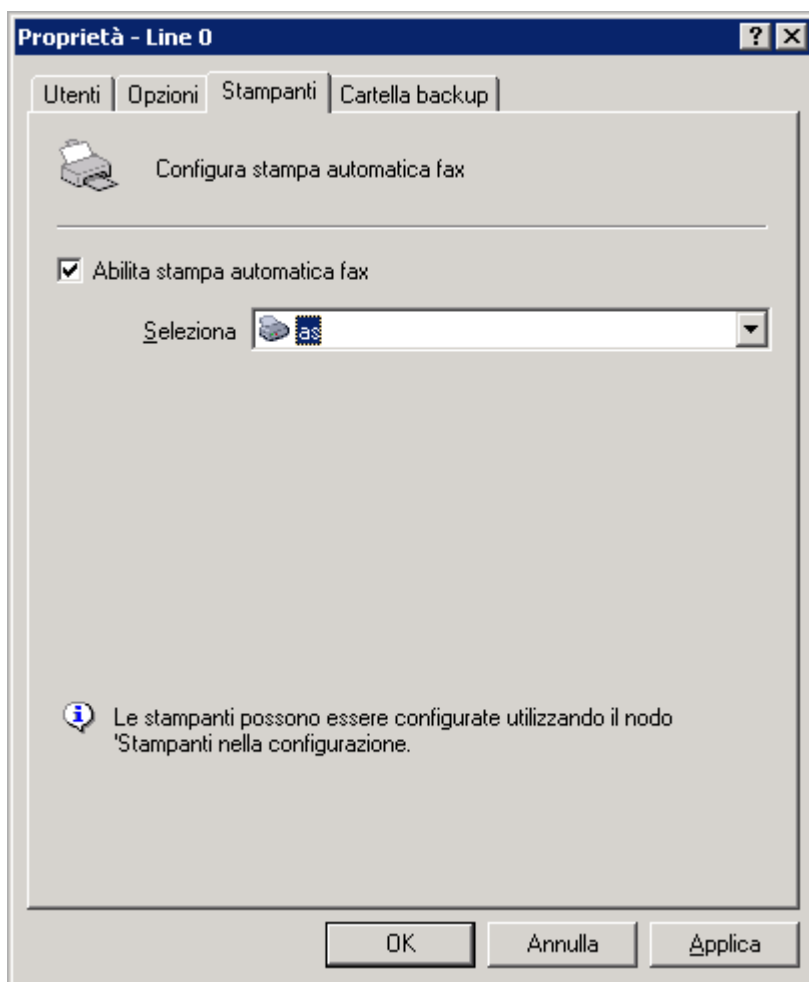 Proprietà - Line 0
Utenti Opzioni Stampanti Cartella backup
Configura stampa automatica fax
Abilita stampa automatica fax
Seleziona as
Le stampanti possono essere configurate utilizzando il nodo
'Stampanti nella configurazione.
OK Annulla Applica